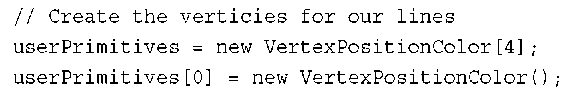 // Create the verticies for our lines
userPrimitives = new VertexPositionColor[4];
userPrimitives[0] = new VertexPositionColor();